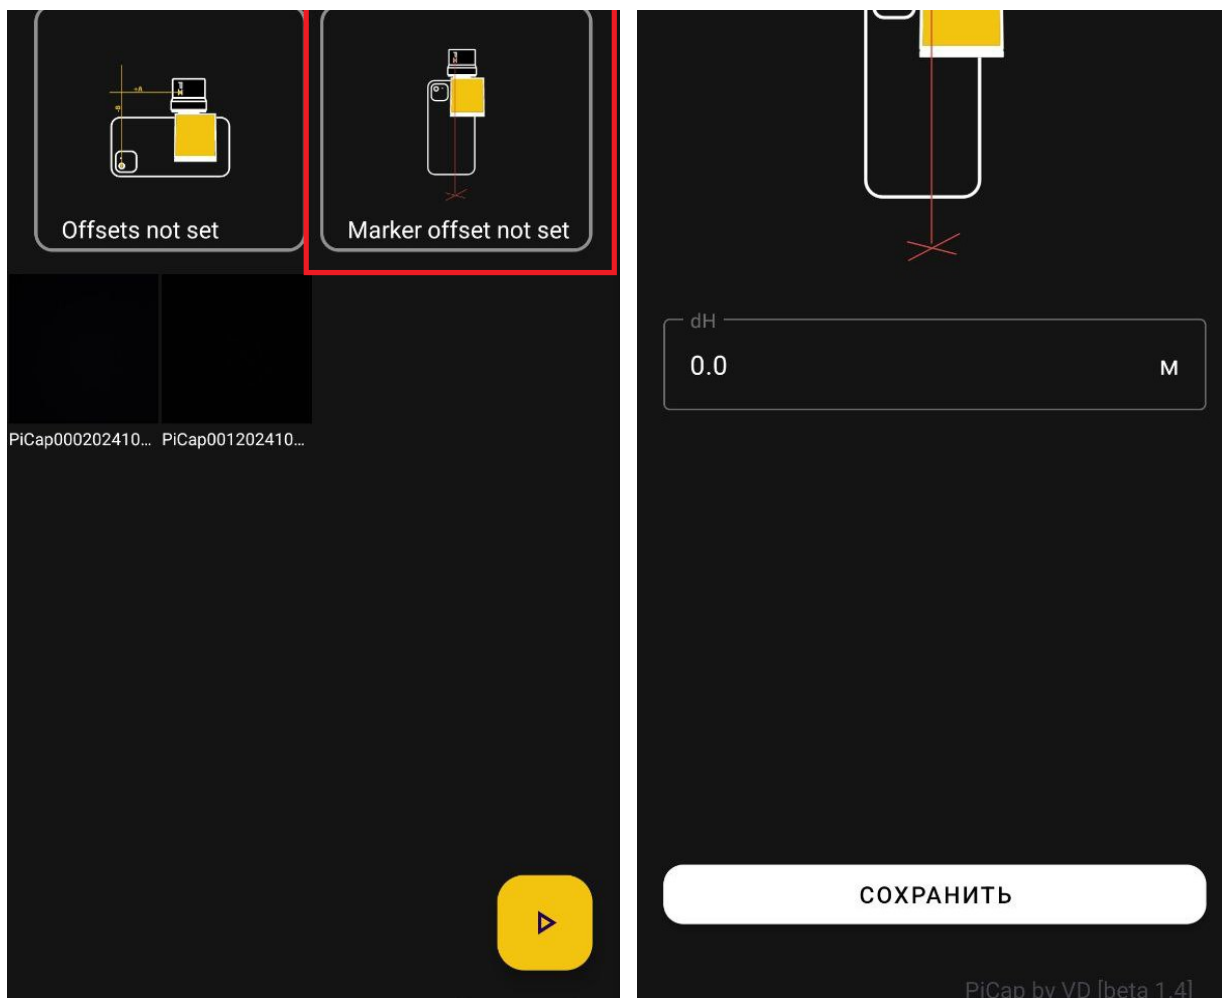 Offsets not set
Marker offset not set
PiCap000202410...
PiCap001202410...
dH
0.0
м
СОХРАНИТЬ
PiCap by VD [beta 1.4]